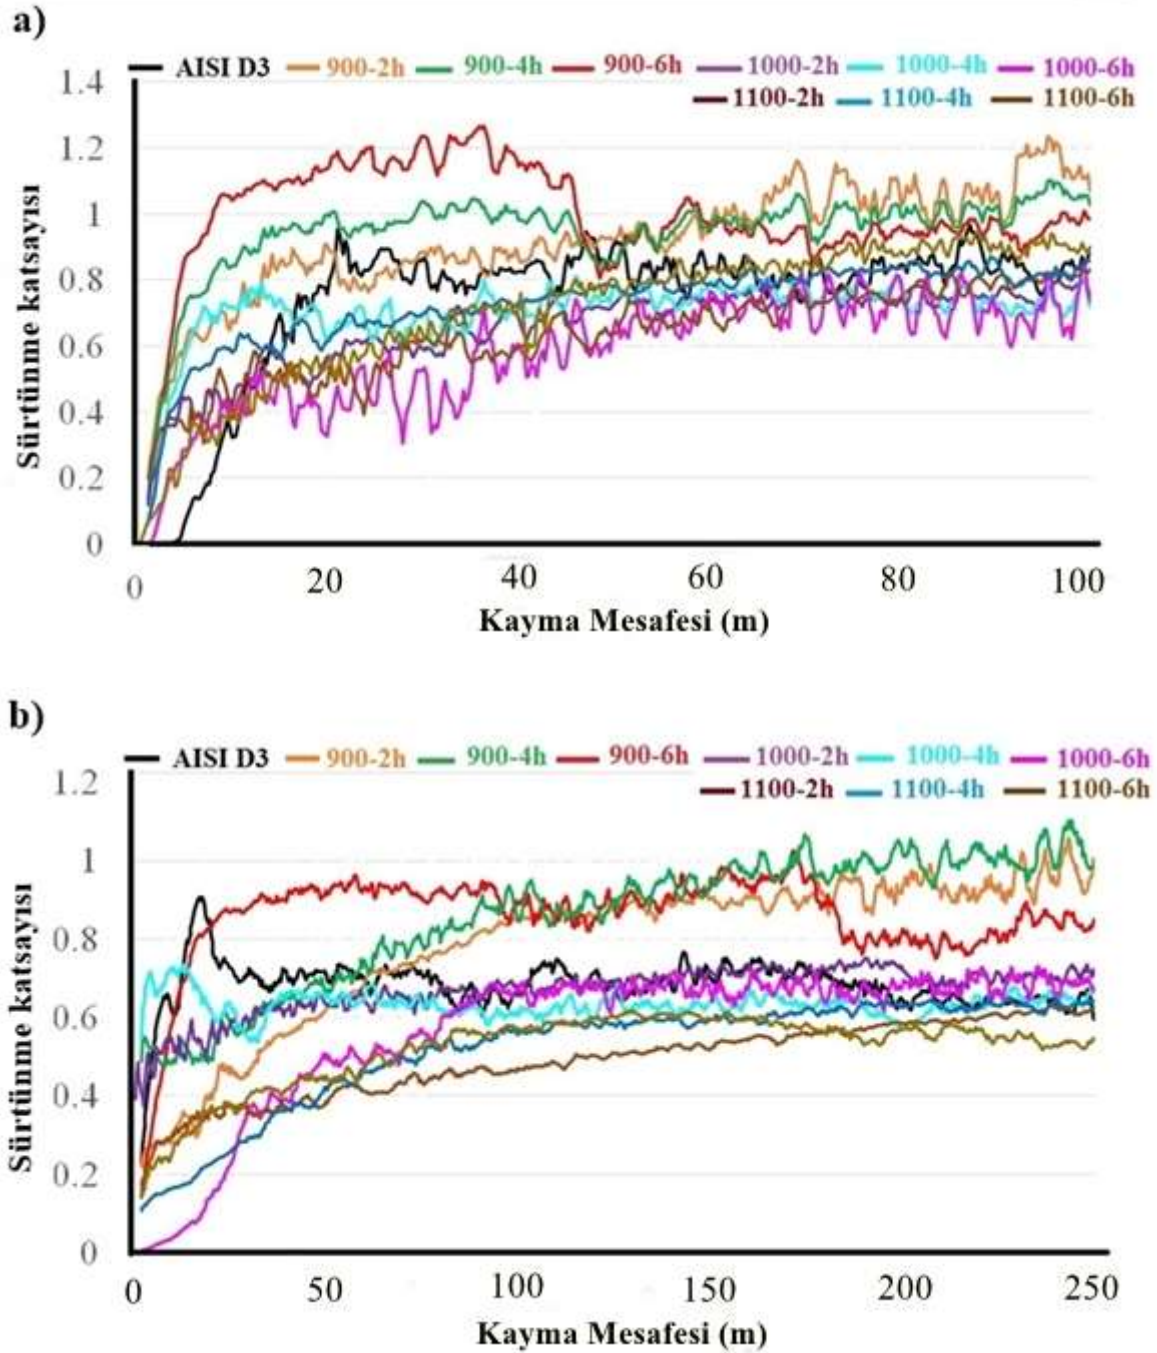 a)
AISI D3 900-2h 900-4h 900-6h 1000-2h 1000-4h 1000-6h
1100-2h 1100-4h 1100-6h
1.4
1.2
1
0.8
0.6
0.4
0.2
0
Sürtünme katsayısı
0 20 40 60 80 100
Kayma Mesafesi (m)
b)
AISI D3 900-2h 900-4h 900-6h 1000-2h 1000-4h 1000-6h
1100-2h 1100-4h 1100-6h
1.2
1
0.8
0.6
0.4
0.2
0
Sürtünme katsayısı
0 50 100 150 200 250
Kayma Mesafesi (m)